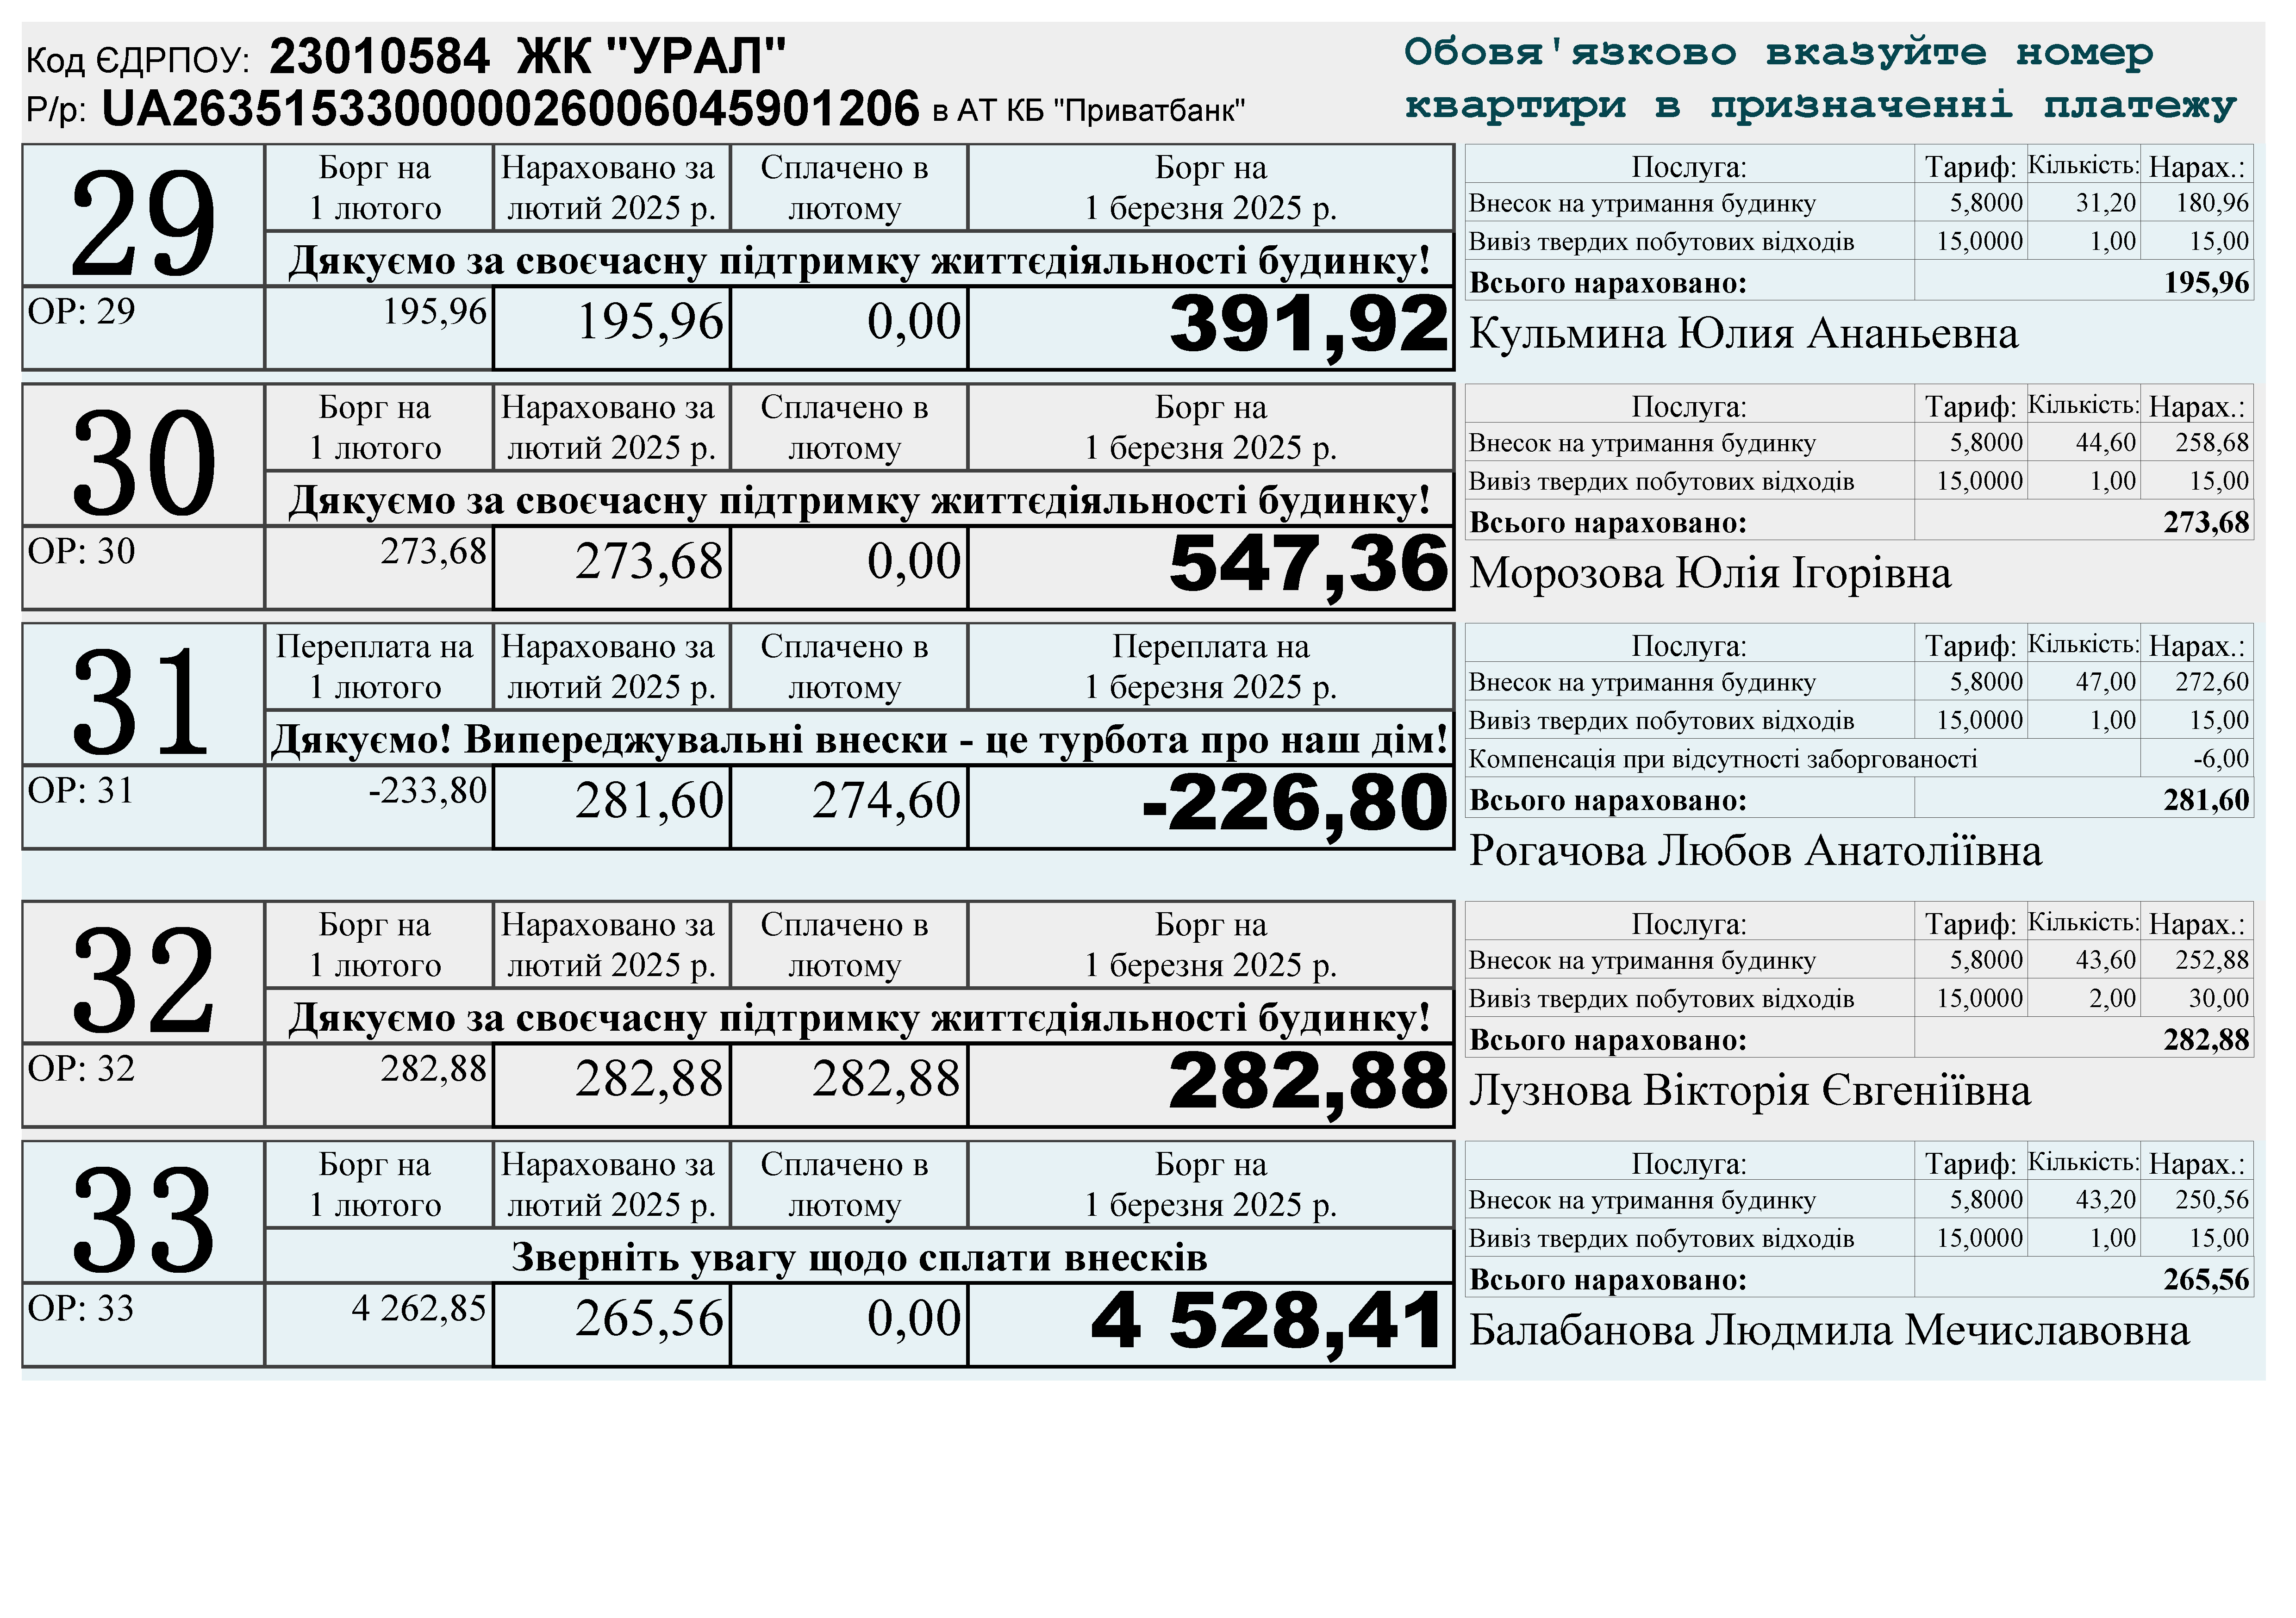 Код ЄДРПОУ: 23010584 ЖК "УРАЛ"
Р/р: UA263515330000026006045901206 в АТ КБ "Приватбанк"
Обовя'язково вказуйте номер
квартири в призначенні платежу
29
Борг на 1 лютого
Нараховано за лютий 2025 р.
Сплачено в лютому
Борг на 1 березня 2025 р.
Дякуємо за своєчасну підтримку життєдіяльності будинку!
ОР: 29 195,96 195,96 0,00 391,92
Послуга: Тариф: Кількість: Нарах.:
Внесок на утримання будинку 5,8000 31,20 180,96
Вивіз твердих побутових відходів 15,0000 1,00 15,00
Всього нараховано: 195,96
Кульмина Юлия Ананьевна
30
Борг на 1 лютого
Нараховано за лютий 2025 р.
Сплачено в лютому
Борг на 1 березня 2025 р.
Дякуємо за своєчасну підтримку життєдіяльності будинку!
ОР: 30 273,68 273,68 0,00 547,36
Послуга: Тариф: Кількість: Нарах.:
Внесок на утримання будинку 5,8000 44,60 258,68
Вивіз твердих побутових відходів 15,0000 1,00 15,00
Всього нараховано: 273,68
Морозова Юлія Ігорівна
31
Переплата на 1 лютого
Нараховано за лютий 2025 р.
Сплачено в лютому
Переплата на 1 березня 2025 р.
Дякуємо! Випереджувальні внески - це турбота про наш дім!
ОР: 31 -233,80 281,60 274,60 -226,80
Послуга: Тариф: Кількість: Нарах.:
Внесок на утримання будинку 5,8000 47,00 272,60
Вивіз твердих побутових відходів 15,0000 1,00 15,00
Компенсація при відсутності заборгованості -6,00
Всього нараховано: 281,60
Рогачова Любов Анатоліївна
32
Борг на 1 лютого
Нараховано за лютий 2025 р.
Сплачено в лютому
Борг на 1 березня 2025 р.
Дякуємо за своєчасну підтримку життєдіяльності будинку!
ОР: 32 282,88 282,88 282,88 282,88
Послуга: Тариф: Кількість: Нарах.:
Внесок на утримання будинку 5,8000 43,60 252,88
Вивіз твердих побутових відходів 15,0000 2,00 30,00
Всього нараховано: 282,88
Лузнова Вікторія Євгеніївна
33
Борг на 1 лютого
Нараховано за лютий 2025 р.
Сплачено в лютому
Борг на 1 березня 2025 р.
Зверніть увагу щодо сплати внесків
ОР: 33 4 262,85 265,56 0,00 4 528,41
Послуга: Тариф: Кількість: Нарах.:
Внесок на утримання будинку 5,8000 43,20 250,56
Вивіз твердих побутових відходів 15,0000 1,00 15,00
Всього нараховано: 265,56
Балабанова Людмила Мечиславовна